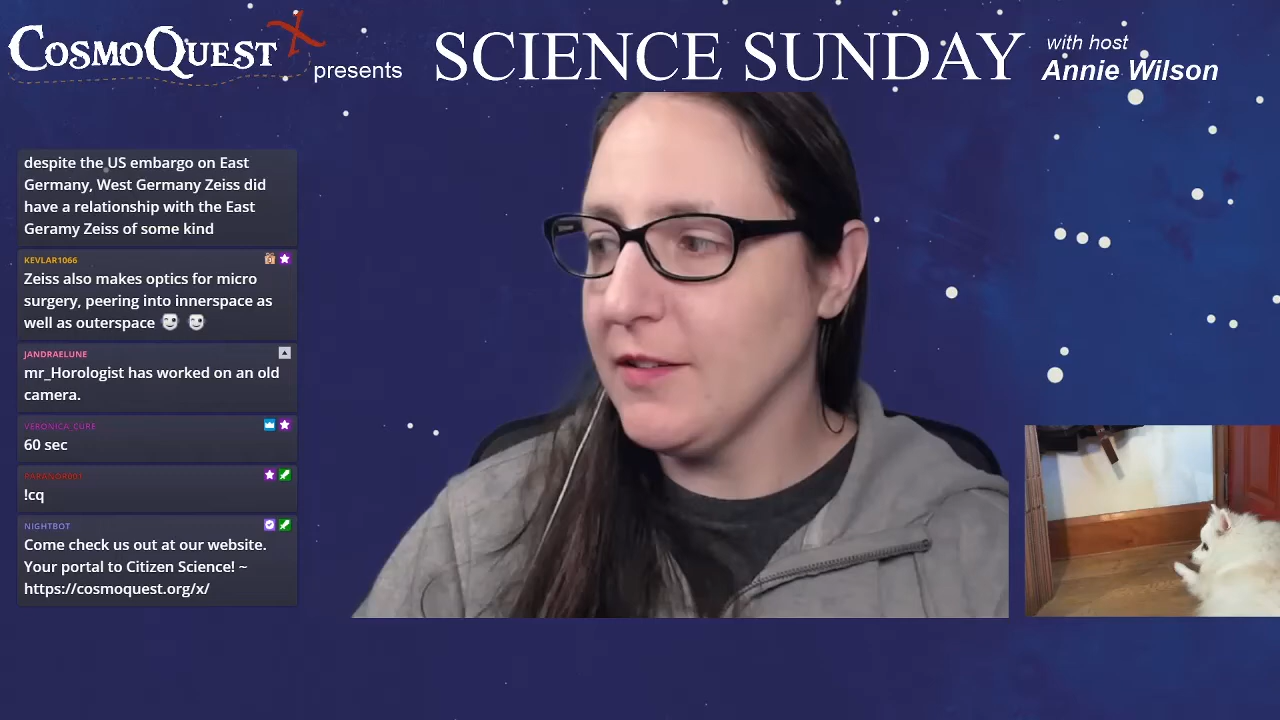 CosmoQuest X
presents
SCIENCE SUNDAY
with host
Annie Wilson
despite the US embargo on East
Germany, West Germany Zeiss did
have a relationship with the East
Geramy Zeiss of some kind
KEVLAR1066
Zeiss also makes optics for micro
surgery, peering into innerspace as
well as outerspace
JANDRAELUNE
mr_Horologist has worked on an old
camera.
VERONICA_CURE
60 sec
!cq
NIGHTBOT
Come check us out at our website.
Your portal to Citizen Science! ~
https://cosmoquest.org/x/